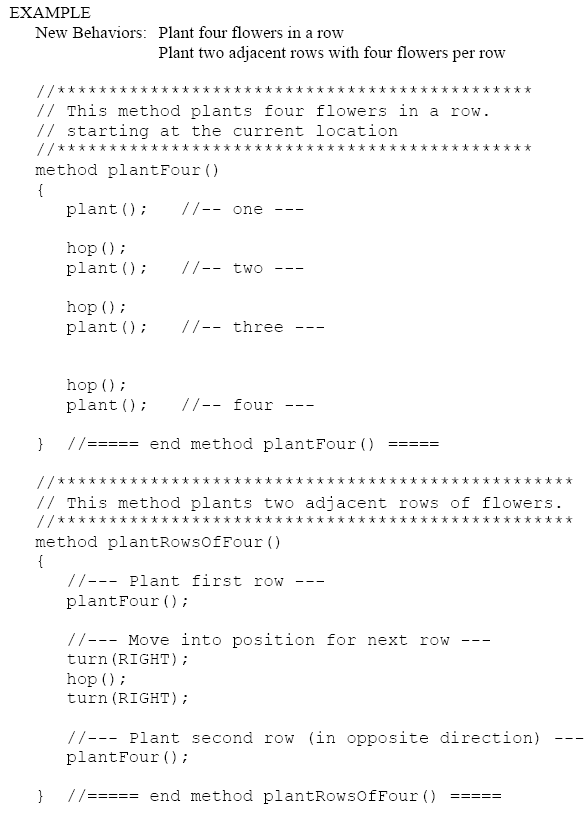 EXAMPLE
New Behaviors: Plant four flowers in a row
Plant two adjacent rows with four flowers per row
//**********************************************
// This method plants four flowers in a row.
// starting at the current location
//**********************************************
method plantFour()
{
plant(); //-- one ---
hop();
plant(); //-- two ---
hop();
plant(); //-- three ---
hop();
plant(); //-- four ---
} //===== end method plantFour() =====
//**************************************************
// This method plants two adjacent rows of flowers.
//**************************************************
method plantRowsOfFour()
{
//--- Plant first row ---
plantFour();
//--- Move into position for next row ---
turn(RIGHT);
hop();
turn(RIGHT);
//--- Plant second row (in opposite direction) ---
plantFour();
} //===== end method plantRowsOfFour() =====